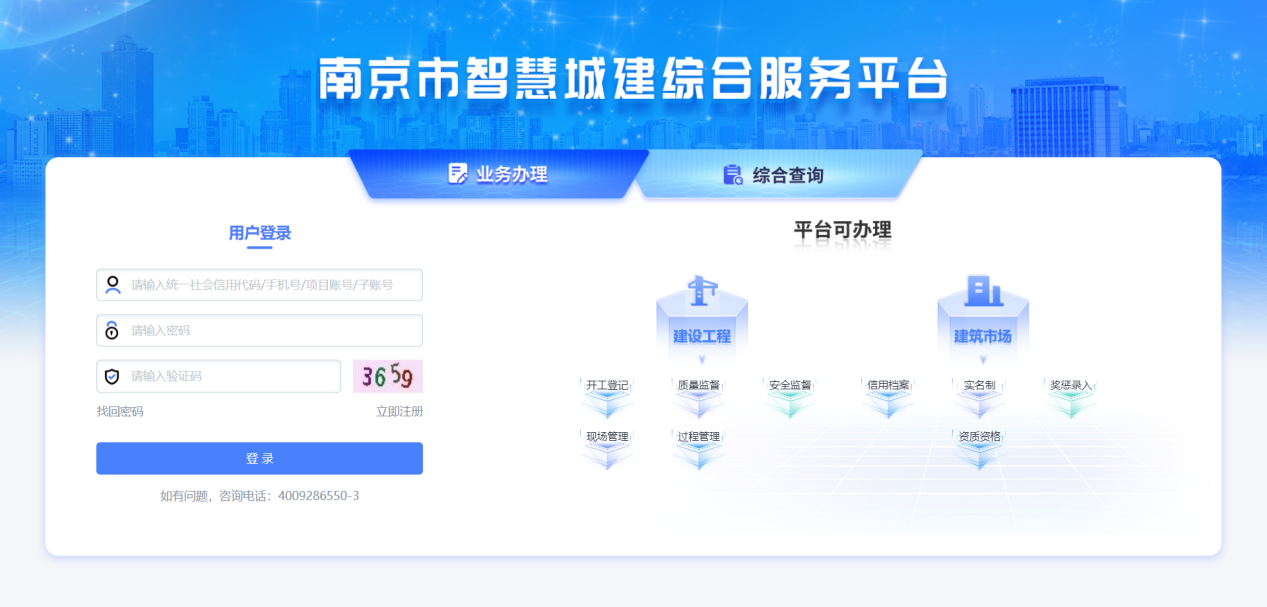 南京市智慧城建综合服务平台
业务办理
综合查询
用户登录
请输入统一社会信用代码/手机号/项目账号/子账号
请输入密码
请输入验证码
3659
找回密码
立即注册
登录
如有问题，咨询电话：4009286550-3
平台可办理
建设工程
建筑市场
开工登记
质量监督
安全监督
信用档案
实名制
奖惩录入
现场管理
过程管理
资质资格